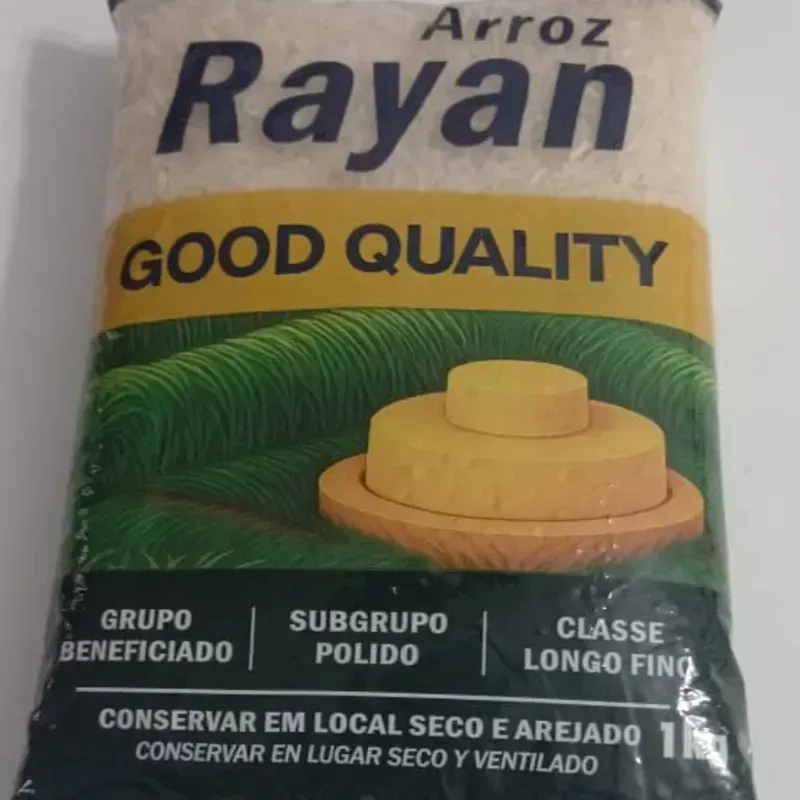 Arroz
Rayan
GOOD QUALITY
GRUPO BENEFICIADO
SUBGRUPO POLIDO
CLASSE LONGO FINO
CONSERVAR EM LOCAL SECO E AREJADO
1kg
CONSERVAR EN LUGAR SECO Y VENTILADO